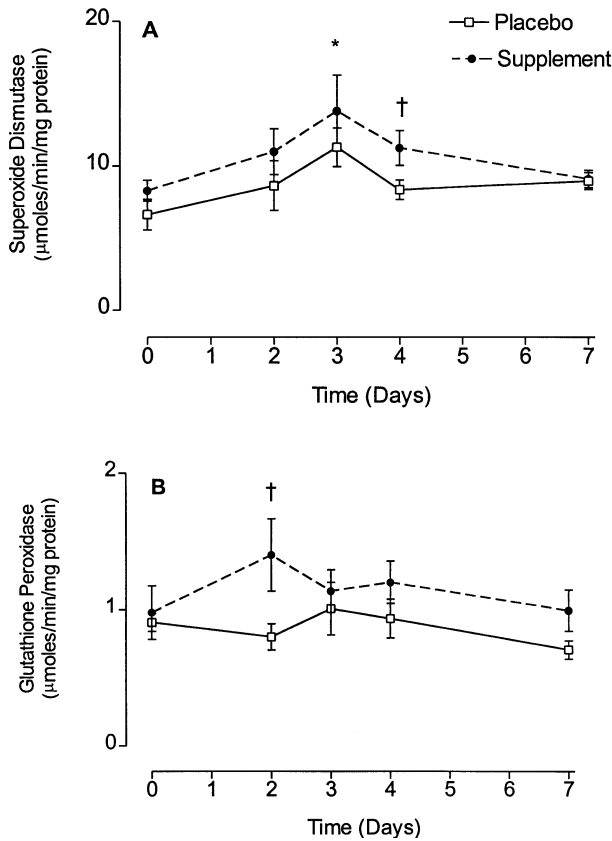 20
A
*
Placebo
Supplement
†
10
0
Superoxide Dismutase
(μmoles/min/mg protein)
0 1 2 3 4 5 6 7
Time (Days)
2
B
†
1
0
Glutathione Peroxidase
(μmoles/min/mg protein)
0 1 2 3 4 5 6 7
Time (Days)